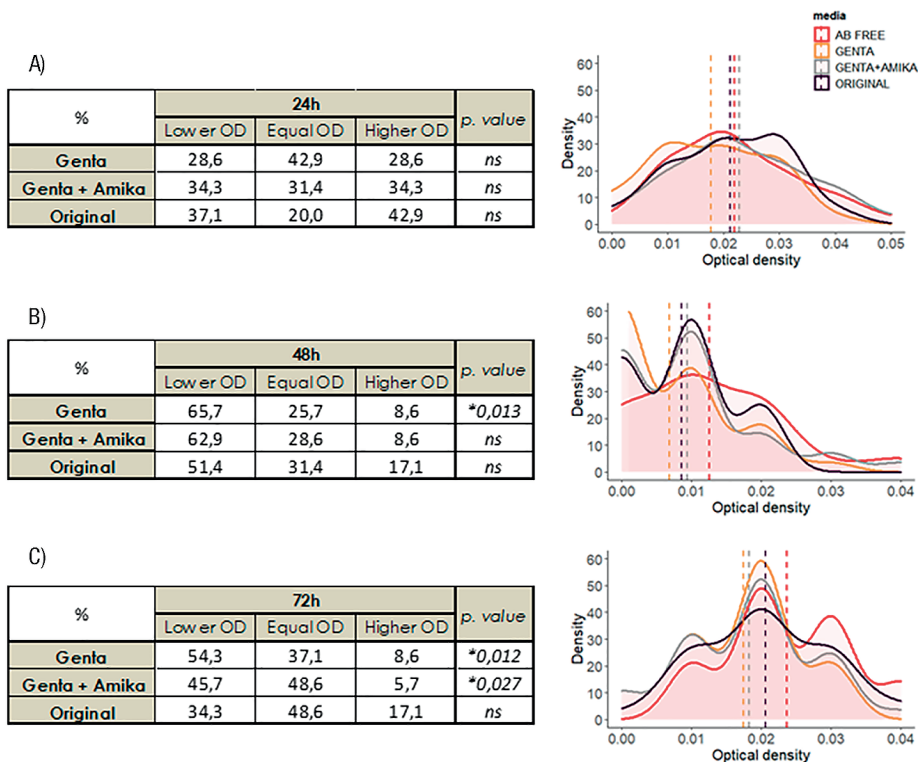 media
AB FREE
GENTA
GENTA+AMIKA
ORIGINAL
A)
% 24h p. value
Lower OD Equal OD Higher OD
Genta 28,6 42,9 28,6 ns
Genta + Amika 34,3 31,4 34,3 ns
Original 37,1 20,0 42,9 ns
Density
60
50
40
30
20
10
0
0.00 0.01 0.02 0.03 0.04 0.05
Optical density
B)
% 48h p. value
Lower OD Equal OD Higher OD
Genta 65,7 25,7 8,6 *0,013
Genta + Amika 62,9 28,6 8,6 ns
Original 51,4 31,4 17,1 ns
Density
60
50
40
30
20
10
0
0.00 0.01 0.02 0.03 0.04
Optical density
C)
% 72h p. value
Lower OD Equal OD Higher OD
Genta 54,3 37,1 8,6 *0,012
Genta + Amika 45,7 48,6 5,7 *0,027
Original 34,3 48,6 17,1 ns
Density
60
50
40
30
20
10
0
0.00 0.01 0.02 0.03 0.04
Optical density